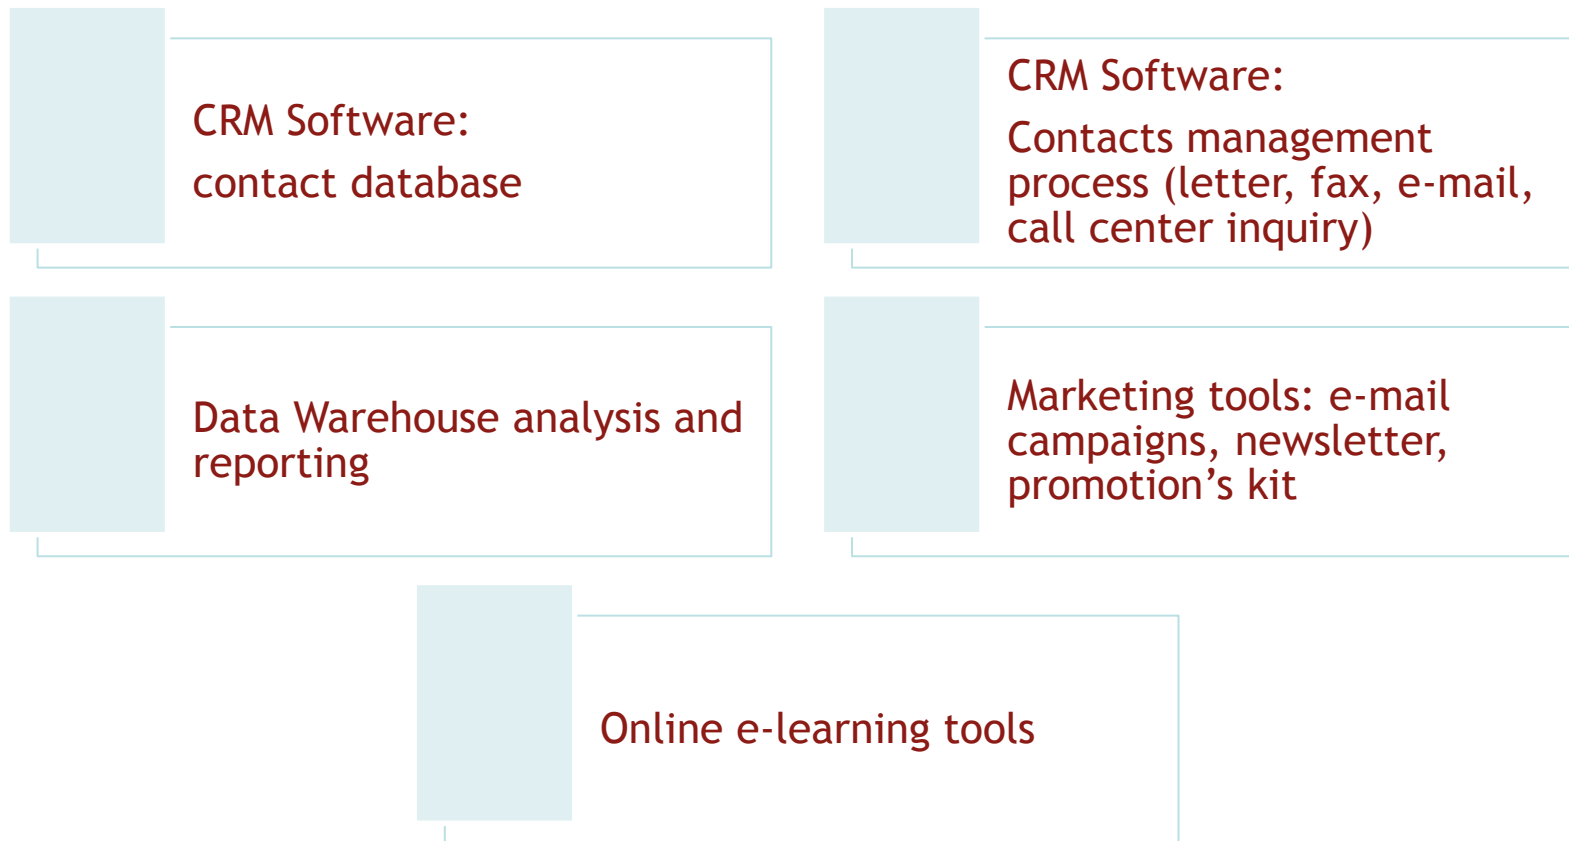 CRM Software:
contact database
CRM Software:
Contacts management
process (letter, fax, e-mail,
call center inquiry)
Data Warehouse analysis and
reporting
Marketing tools: e-mail
campaigns, newsletter,
promotion’s kit
Online e-learning tools